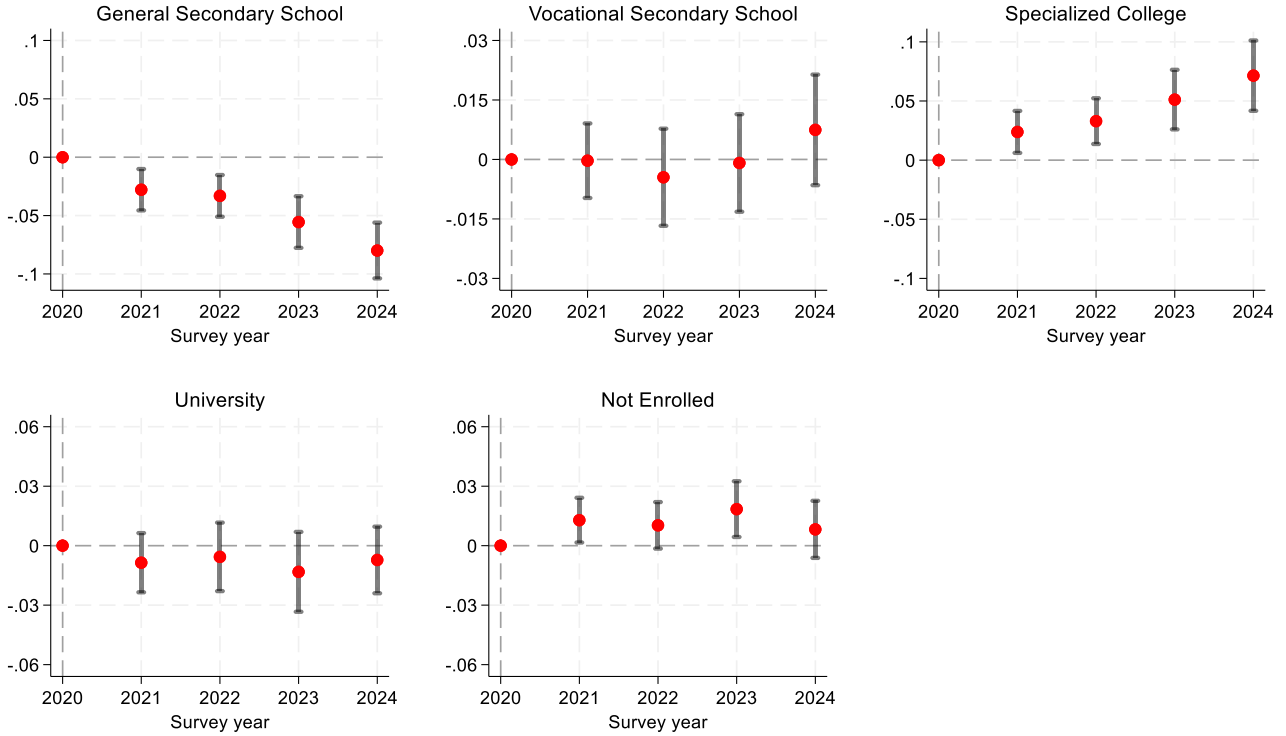 General Secondary School
.1
.05
0
-.05
-.1
2020 2021 2022 2023 2024
Survey year
Vocational Secondary School
.03
.015
0
-.015
-.03
2020 2021 2022 2023 2024
Survey year
Specialized College
.1
.05
0
-.05
-.1
2020 2021 2022 2023 2024
Survey year
University
.06
.03
0
-.03
-.06
2020 2021 2022 2023 2024
Survey year
Not Enrolled
.06
.03
0
-.03
-.06
2020 2021 2022 2023 2024
Survey year